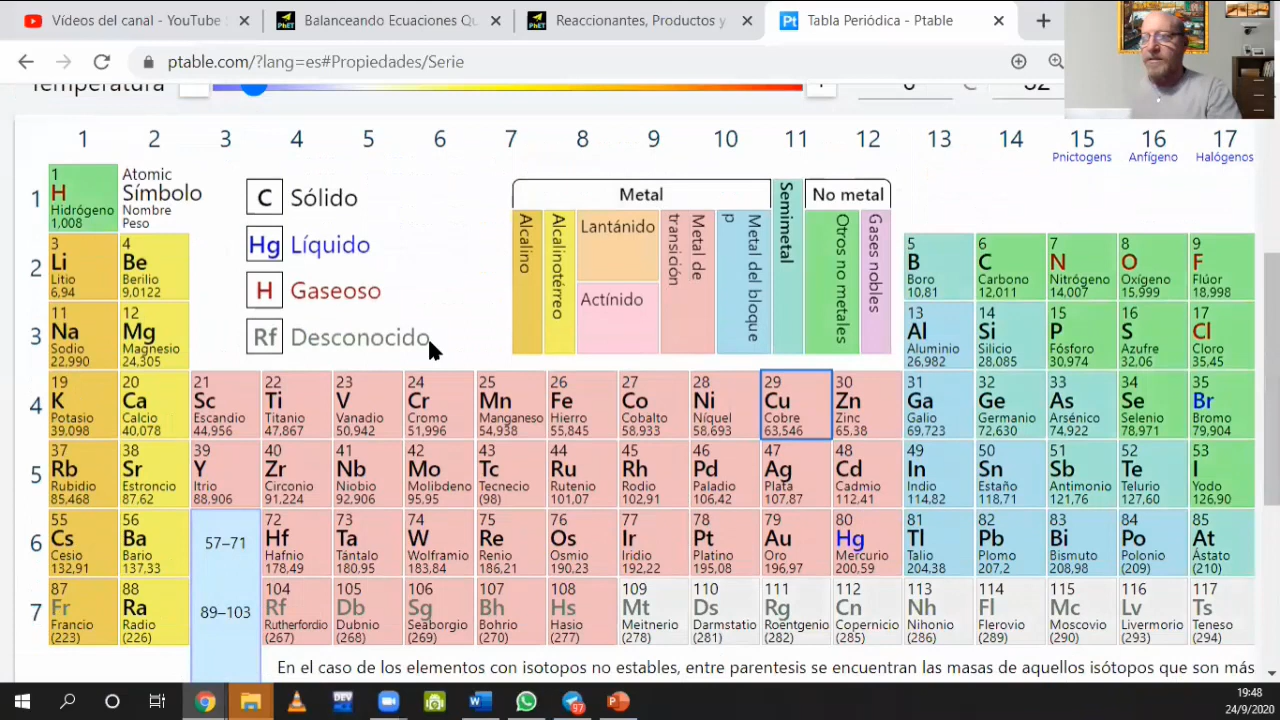 Vídeos del canal - YouTube
Balanceando Ecuaciones Qu
Reaccionantes, Productos y
Tabla Periódica - Ptable
ptable.com/?lang=es#Propiedades/Serie
Temperatura
1 2 3 4 5 6 7 8 9 10 11 12 13 14 15 16 17
Pnictogens Anfígeno Halógenos
1
1
H
Hidrógeno
1,008
Atomic
Símbolo
Nombre
Peso
C Sólido
Hg Líquido
H Gaseoso
Rf Desconocido
Metal
Semimetal
No metal
Alcalino
Alcalinotérreo
Lantánido
Actínido
Metal de transición
Metal del bloque p
Otros no metales
Gases nobles
2
3 4 5 6 7 8 9
Li Be B C N O F
Litio Berilio Boro Carbono Nitrógeno Oxígeno Flúor
6,94 9,0122 10,81 12,011 14,007 15,999 18,998
3
11 12 13 14 15 16 17
Na Mg Al Si P S Cl
Sodio Magnesio Aluminio Silicio Fósforo Azufre Cloro
22,990 24,305 26,982 28,085 30,974 32,06 35,45
4
19 20 21 22 23 24 25 26 27 28 29 30 31 32 33 34 35
K Ca Sc Ti V Cr Mn Fe Co Ni Cu Zn Ga Ge As Se Br
Potasio Calcio Escandio Titanio Vanadio Cromo Manganeso Hierro Cobalto Níquel Cobre Zinc Galio Germanio Arsénico Selenio Bromo
39,098 40,078 44,956 47,867 50,942 51,996 54,938 55,845 58,933 58,693 63,546 65,38 69,723 72,630 74,922 78,971 79,904
5
37 38 39 40 41 42 43 44 45 46 47 48 49 50 51 52 53
Rb Sr Y Zr Nb Mo Tc Ru Rh Pd Ag Cd In Sn Sb Te I
Rubidio Estroncio Itrio Circonio Niobio Molibdeno Tecnecio Rutenio Rodio Paladio Plata Cadmio Indio Estaño Antimonio Telurio Yodo
85,468 87,62 88,906 91,224 92,906 95,95 (98) 101,07 102,91 106,42 107,87 112,41 114,82 118,71 121,76 127,60 126,90
6
55 56 57–71 72 73 74 75 76 77 78 79 80 81 82 83 84 85
Cs Ba Hf Ta W Re Os Ir Pt Au Hg Tl Pb Bi Po At
Cesio Bario Hafnio Tántalo Wolframio Renio Osmio Iridio Platino Oro Mercurio Talio Plomo Bismuto Polonio Ástato
132,91 137,33 178,49 180,95 183,84 186,21 190,23 192,22 195,08 196,97 200,59 204,38 207,2 208,98 (209) (210)
7
87 88 89–103 104 105 106 107 108 109 110 111 112 113 114 115 116 117
Fr Ra Rf Db Sg Bh Hs Mt Ds Rg Cn Nh Fl Mc Lv Ts
Francio Radio Rutherfordio Dubnio Seaborgio Bohrio Hasio Meitnerio Darmstatio Roentgenio Copernicio Nihonio Flerovio Moscovio Livermorio Teneso
(223) (226) (267) (268) (269) (270) (277) (278) (281) (282) (285) (286) (289) (290) (293) (294)
En el caso de los elementos con isotopos no estables, entre parentesis se encuentran las masas de aquellos isótopos que son más
DEV
97
19:48
24/9/2020